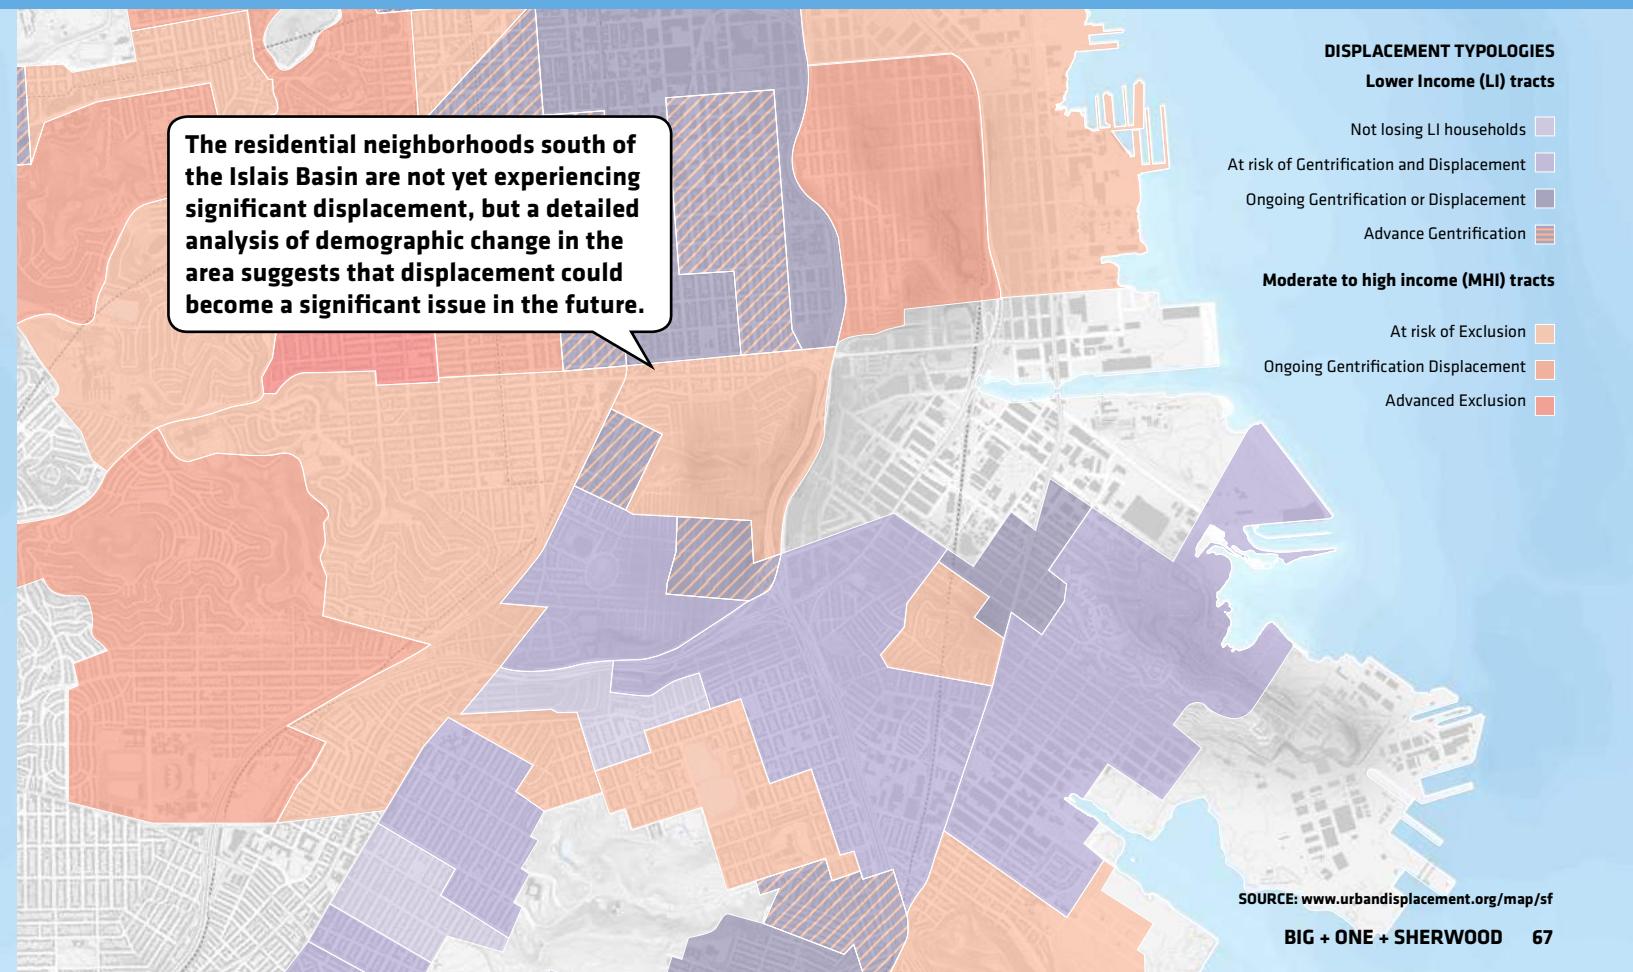 The residential neighborhoods south of
the Islais Basin are not yet experiencing
significant displacement, but a detailed
analysis of demographic change in the
area suggests that displacement could
become a significant issue in the future.
DISPLACEMENT TYPOLOGIES
Lower Income (LI) tracts
Not losing LI households
At risk of Gentrification and Displacement
Ongoing Gentrification or Displacement
Advance Gentrification
Moderate to high income (MHI) tracts
At risk of Exclusion
Ongoing Gentrification Displacement
Advanced Exclusion
SOURCE: www.urbandisplacement.org/map/sf
BIG + ONE + SHERWOOD 67